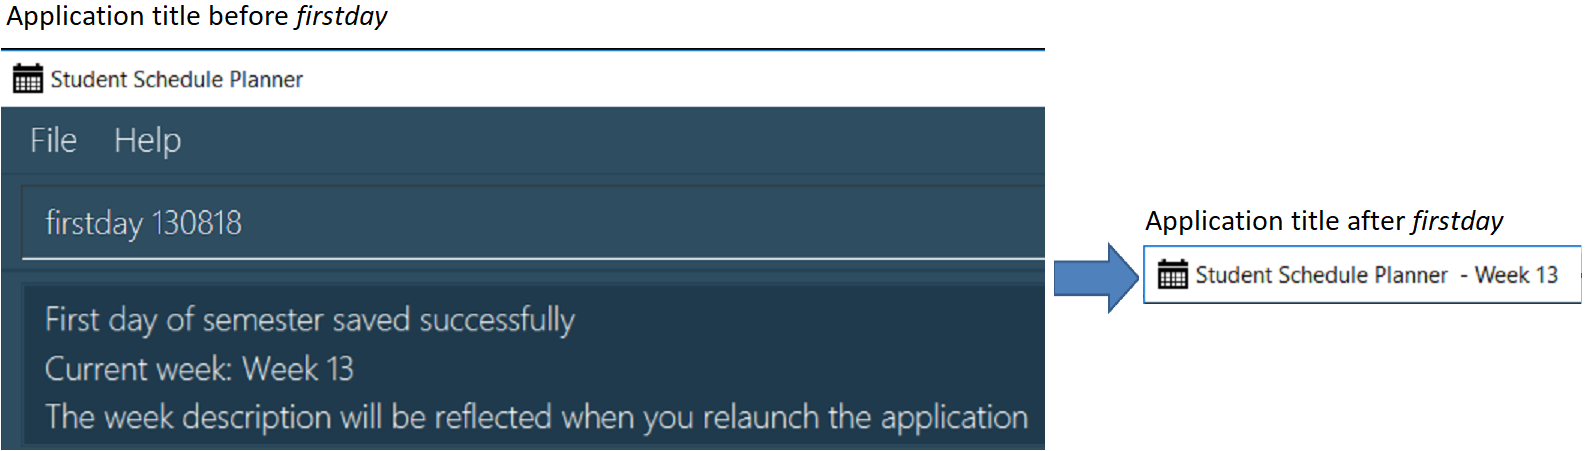 Application title before firstday
Student Schedule Planner
File Help
firstday 130818
First day of semester saved successfully
Current week: Week 13
The week description will be reflected when you relaunch the application
Application title after firstday
Student Schedule Planner - Week 13